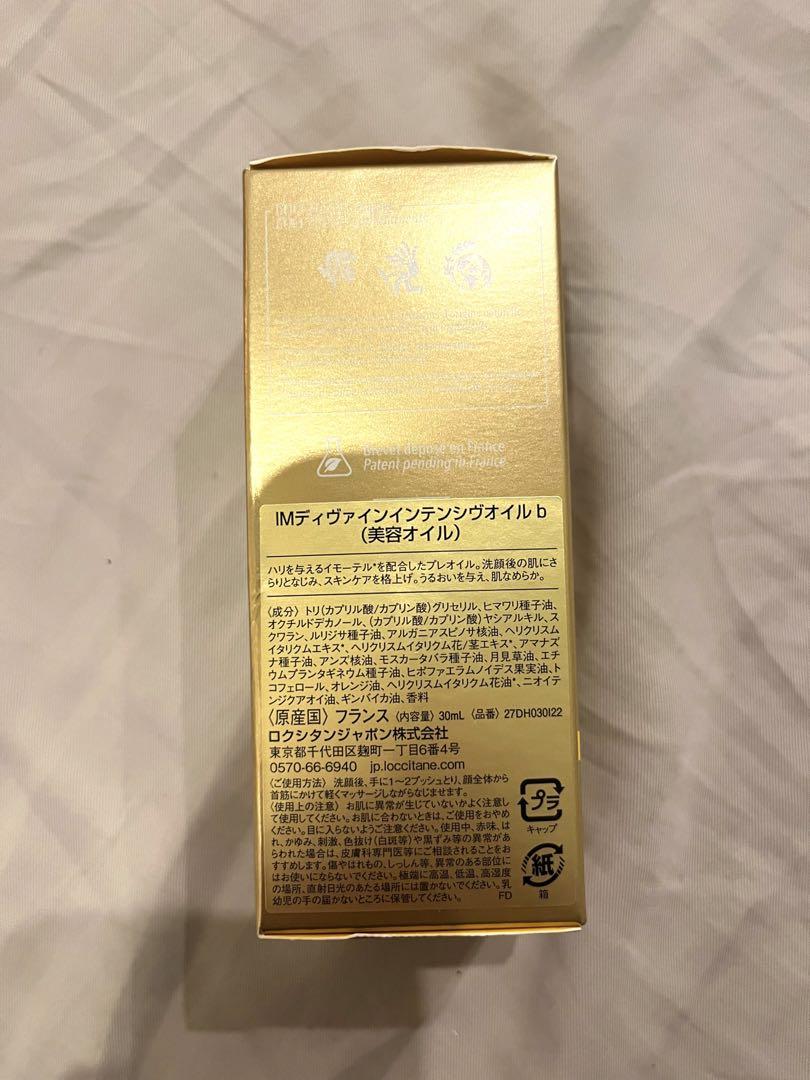 Brevet déposé en France
Patent pending in France
IMディヴァインインテンシヴオイル b
(美容オイル)
ハリを与えるイモーテル*を配合したプレオイル。洗顔後の肌にさ
らりとなじみ、スキンケアを格上げ。うるおいを与え、肌なめらか。
〈成分〉トリ(カプリル酸/カプリン酸)グリセリル、ヒマワリ種子油、
オクチルドデカノール、(カプリル酸/カプリン酸)ヤシアルキル、ス
クワラン、ルリジサ種子油、アルガニアスピノサ核油、ヘリクリスム
イタリクムエキス*、ヘリクリスムイタリクム花/茎エキス*、アマナズ
ナ種子油、アンズ核油、モスカータバラ種子油、月見草油、エチ
ウムプランタギネウム種子油、ヒポファエラムノイデス果実油、ト
コフェロール、オレンジ油、ヘリクリスムイタリクム花油*、ニオイテ
ンジクアオイ油、ギンバイカ油、香料
〈原産国〉フランス 〈内容量〉30mL 〈品番〉27DH030I22
ロクシタンジャポン株式会社
東京都千代田区麹町一丁目6番4号
0570-66-6940 jp.loccitane.com
〈ご使用方法〉洗顔後、手に1〜2プッシュとり、顔全体から
首筋にかけて軽くマッサージしながらなじませます。
〈使用上の注意〉お肌に異常が生じていないかよく注意し
て使用してください。お肌に合わないときは、ご使用をおやめ
ください。目に入らないようご注意ください。使用中、赤味、は
れ、かゆみ、刺激、色抜け(白斑等)や黒ずみ等の異常があ
らわれた場合は、皮膚科専門医等にご相談されることをお
すすめします。傷やはれもの、しっしん等、異常のある部位に
はお使いにならないでください。極端に高温、低温、高湿度
の場所、直射日光のあたる場所には置かないでください。乳
幼児の手の届かないところに保管してください。
FD
プラ
キャップ
紙
箱